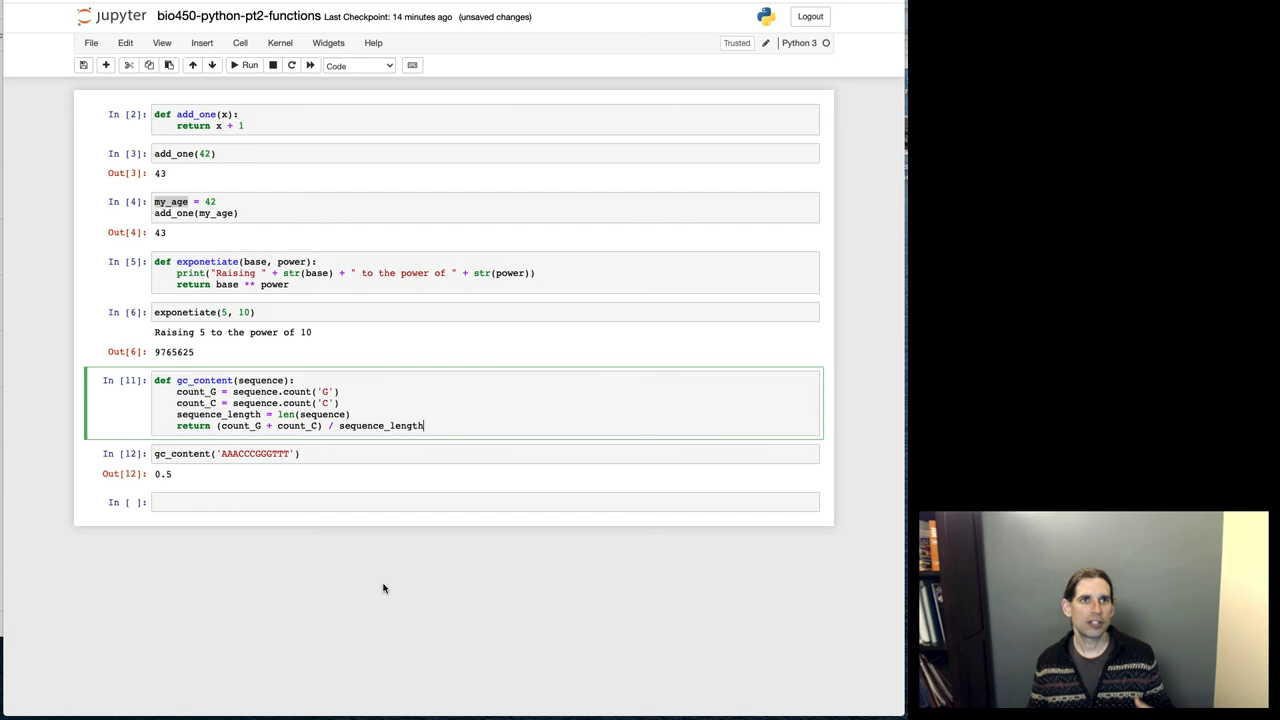 jupyter bio450-python-pt2-functions Last Checkpoint: 14 minutes ago (unsaved changes) Logout
File Edit View Insert Cell Kernel Widgets Help Trusted Python 3
Run Code
In [2]: def add_one(x):
return x + 1
In [3]: add_one(42)
Out[3]: 43
In [4]: my_age = 42
add_one(my_age)
Out[4]: 43
In [5]: def exponetiate(base, power):
print("Raising " + str(base) + " to the power of " + str(power))
return base ** power
In [6]: exponetiate(5, 10)
Raising 5 to the power of 10
Out[6]: 9765625
In [11]: def gc_content(sequence):
count_G = sequence.count('G')
count_C = sequence.count('C')
sequence_length = len(sequence)
return (count_G + count_C) / sequence_length
In [12]: gc_content('AAACCCGGGTTT')
Out[12]: 0.5
In [ ]: